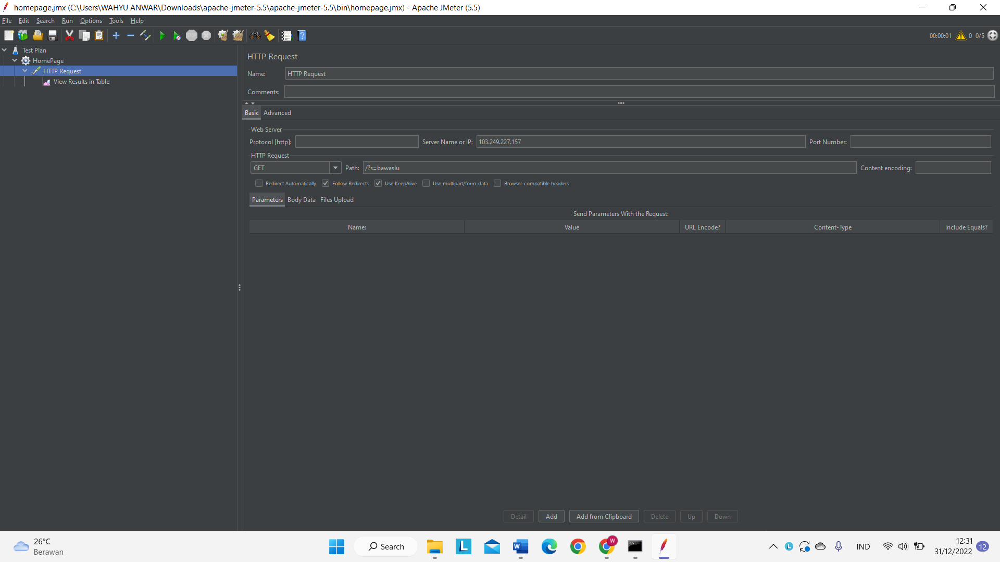 homepage.jmx (C:\Users\WAHYU ANWAR\Downloads\apache-jmeter-5.5\apache-jmeter-5.5\bin\homepage.jmx) - Apache JMeter (5.5)
File Edit Search Run Options Tools Help
STOP
00:00:01 0 0/5
Test Plan
HomePage
HTTP Request
View Results in Table
HTTP Request
Name: HTTP Request
Comments:
Basic Advanced
Web Server
Protocol [http]: Server Name or IP: 103.249.227.157 Port Number:
HTTP Request
GET Path: /?s=bawaslu Content encoding:
Redirect Automatically Follow Redirects Use KeepAlive Use multipart/form-data Browser-compatible headers
Parameters Body Data Files Upload
Send Parameters With the Request:
Name: Value URL Encode? Content-Type Include Equals?
Detail Add Add from Clipboard Delete Up Down
26°C
Berawan
Search
L
W
W
L
IND
12:31
31/12/2022
12